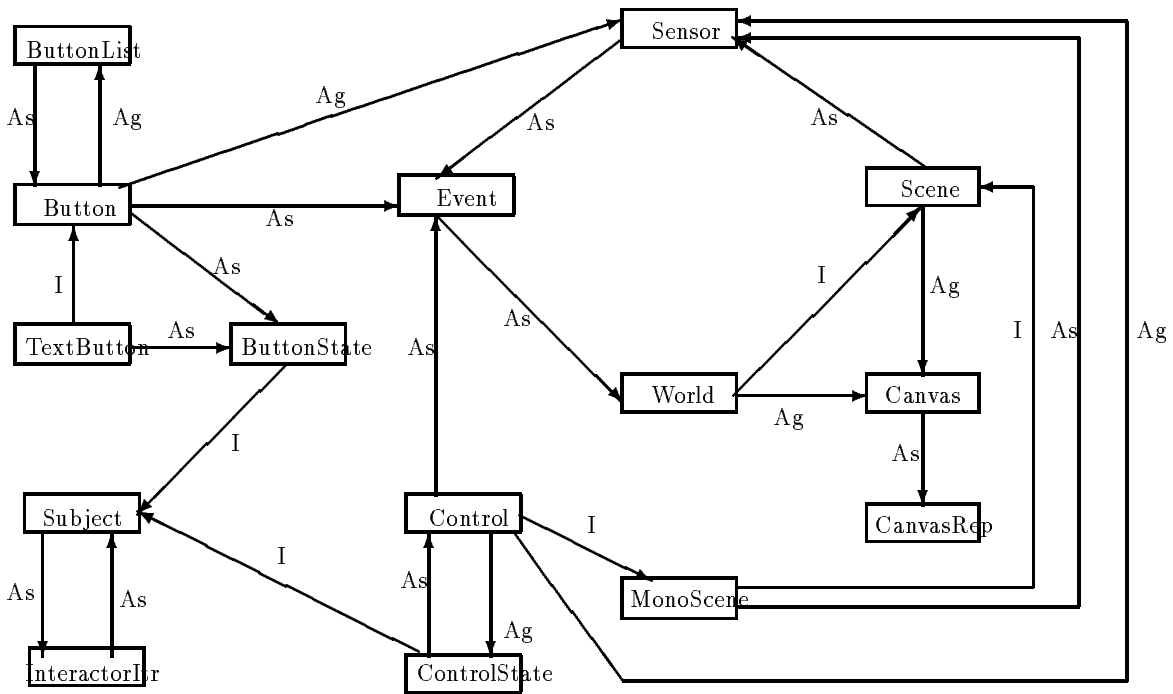 Sensor
ButtonList
Ag
As
Ag
As
As
Scene
Event
Button
As
As
I
I
Ag
As
As
I
As
Ag
TextButton
ButtonState
As
World
Canvas
Ag
I
As
Subject
Control
CanvasRep
I
I
As
As
As
MonoScene
Ag
InteractorItr
ControlState